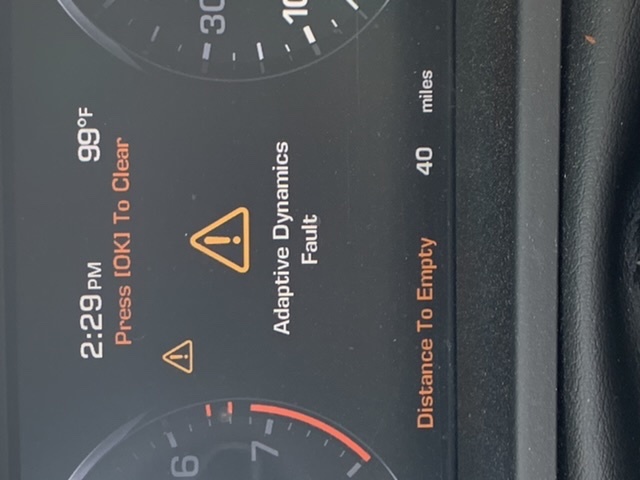 2:29 PM 99°F
Press [OK] To Clear
Adaptive Dynamics
Fault
Distance To Empty 40 miles
6
7
30
10